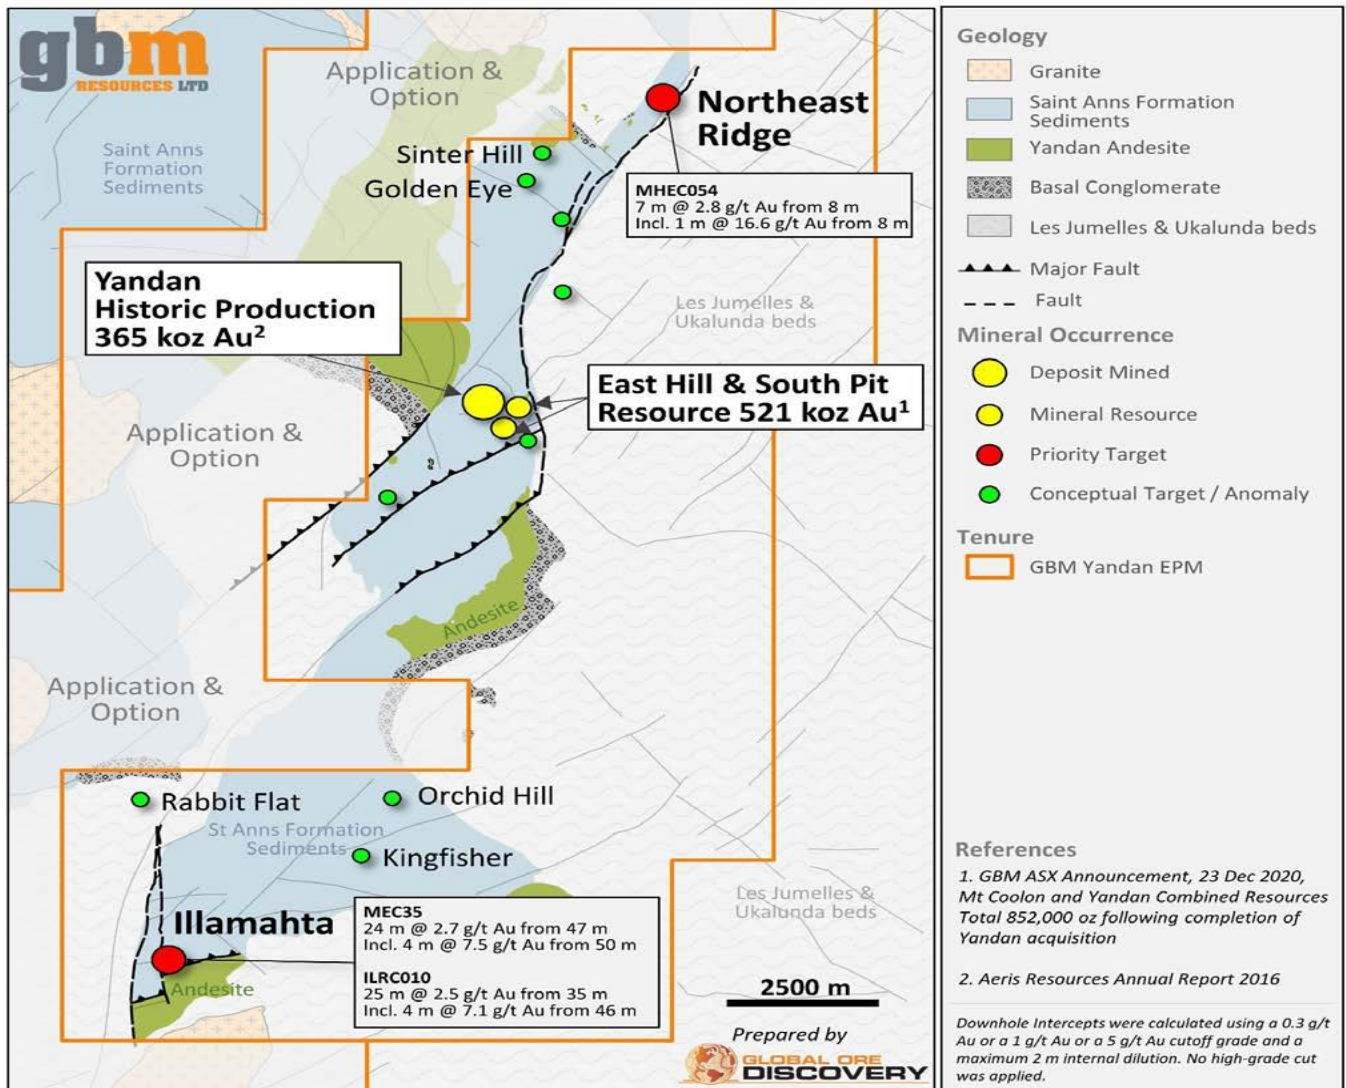 gbm
RESOURCES LTD
Application &
Option
Saint Anns
Formation
Sediments
Sinter Hill
Golden Eye
Northeast
Ridge
MHEC054
7 m @ 2.8 g/t Au from 8 m
Incl. 1 m @ 16.6 g/t Au from 8 m
Yandan
Historic Production
365 koz Au²
Les Jumelles &
Ukalunda beds
East Hill & South Pit
Resource 521 koz Au¹
Application &
Option
Andesite
Application &
Option
Rabbit Flat
Orchid Hill
St Anns Formation
Sediments
Kingfisher
Les Jumelles &
Ukalunda beds
Illamahta
MEC35
24 m @ 2.7 g/t Au from 47 m
Incl. 4 m @ 7.5 g/t Au from 50 m
ILRC010
25 m @ 2.5 g/t Au from 35 m
Incl. 4 m @ 7.1 g/t Au from 46 m
Andesite
2500 m
Prepared by
GLOBAL ORE
DISCOVERY
Geology
Granite
Saint Anns Formation
Sediments
Yandan Andesite
Basal Conglomerate
Les Jumelles & Ukalunda beds
Major Fault
Fault
Mineral Occurrence
Deposit Mined
Mineral Resource
Priority Target
Conceptual Target / Anomaly
Tenure
GBM Yandan EPM
References
1. GBM ASX Announcement, 23 Dec 2020,
Mt Coolon and Yandan Combined Resources
Total 852,000 oz following completion of
Yandan acquisition
2. Aeris Resources Annual Report 2016
Downhole Intercepts were calculated using a 0.3 g/t
Au or a 1 g/t Au or a 5 g/t Au cutoff grade and a
maximum 2 m internal dilution. No high-grade cut
was applied.